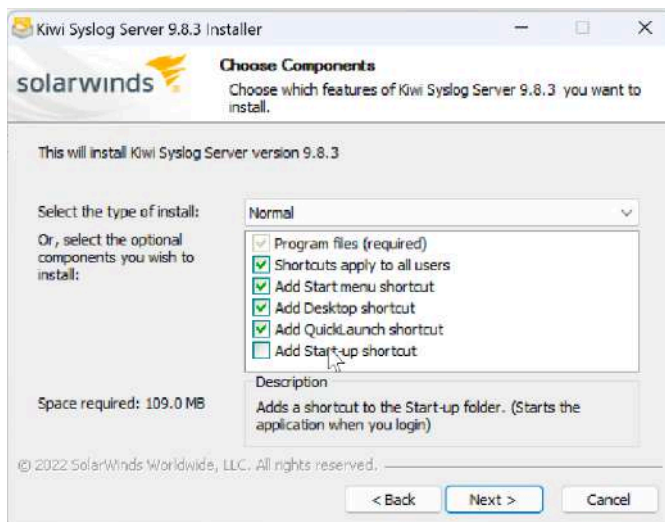 Kiwi Syslog Server 9.8.3 Installer
solarwinds
Choose Components
Choose which features of Kiwi Syslog Server 9.8.3 you want to
install.
This will install Kiwi Syslog Server version 9.8.3
Select the type of install:
Normal
Or, select the optional
components you wish to
install:
Program files (required)
Shortcuts apply to all users
Add Start menu shortcut
Add Desktop shortcut
Add QuickLaunch shortcut
Add Start-up shortcut
Space required: 109.0 MB
Description
Adds a shortcut to the Start-up folder. (Starts the
application when you login)
© 2022 SolarWinds Worldwide, LLC. All rights reserved.
< Back
Next >
Cancel